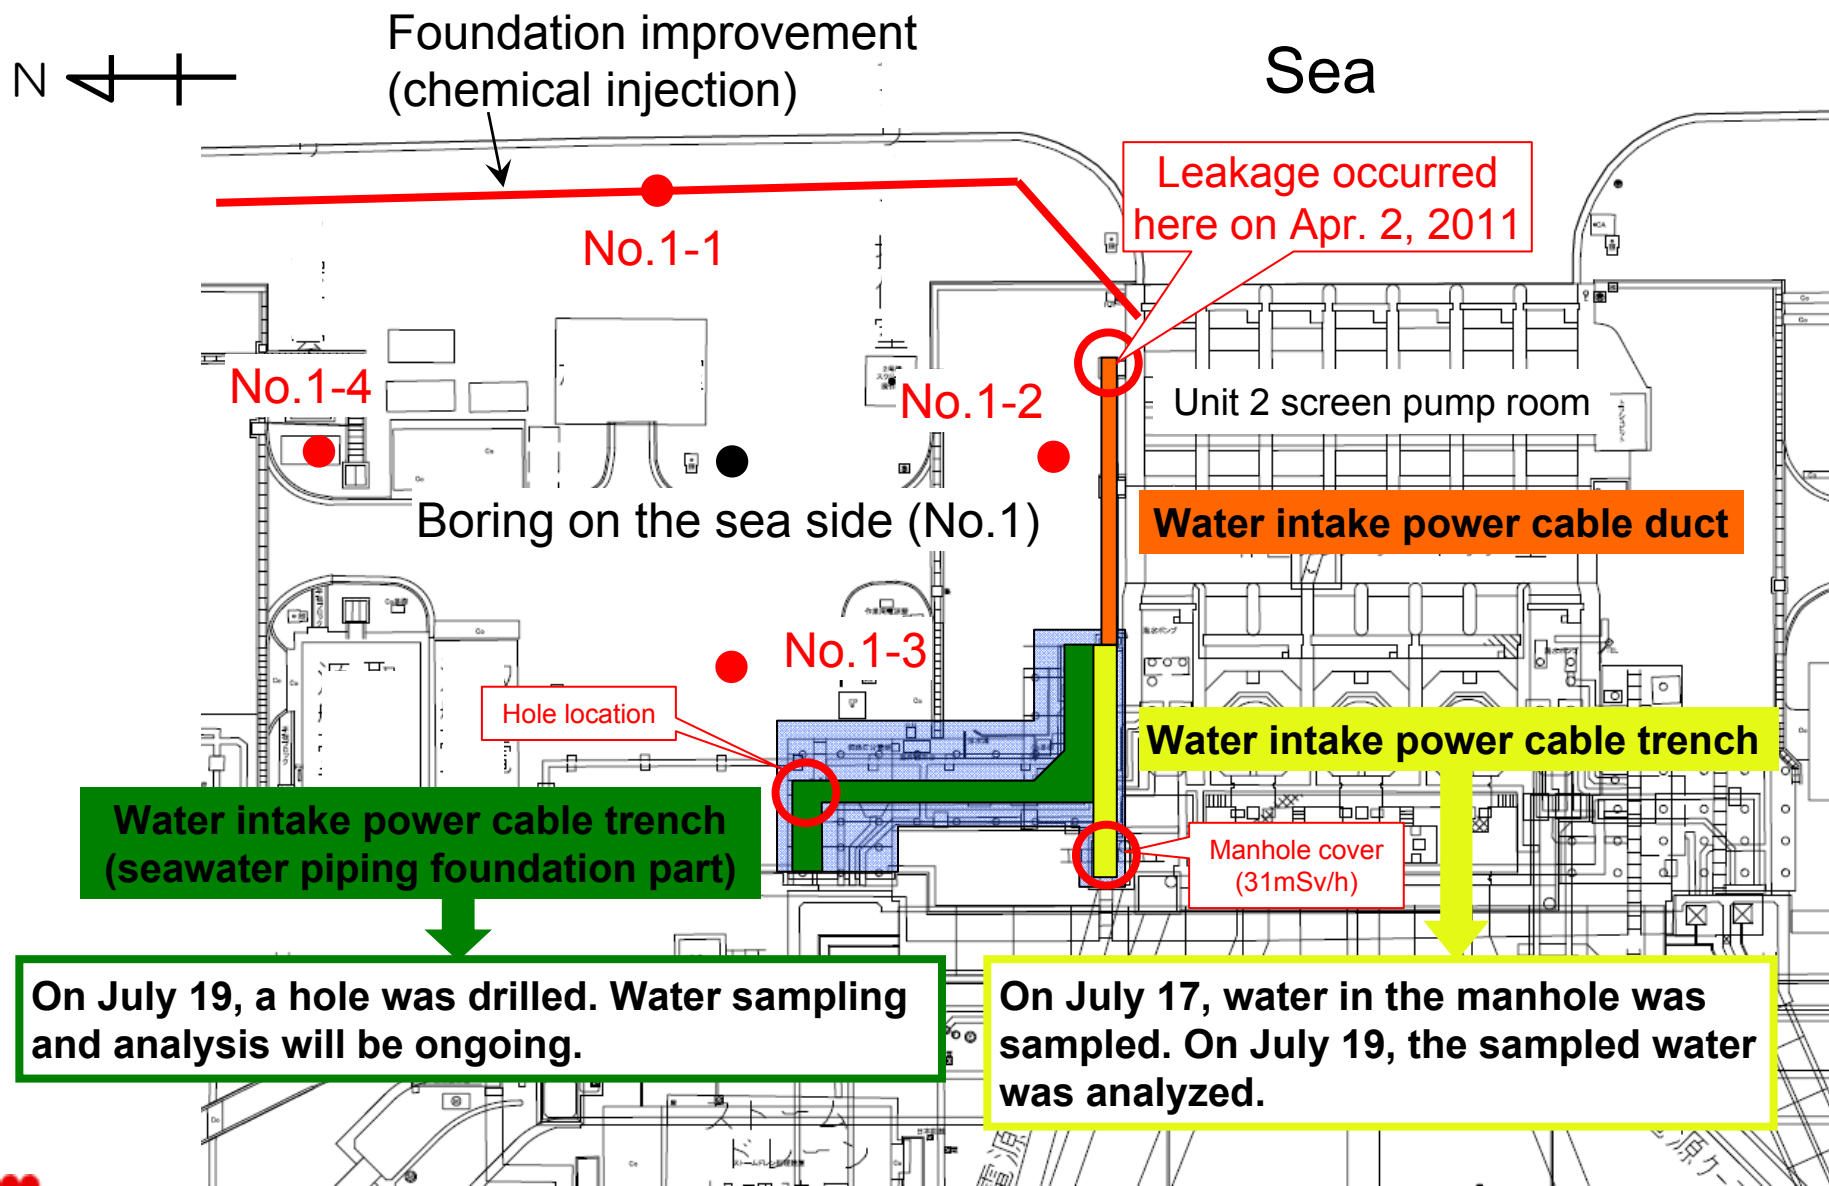 N
Foundation improvement
(chemical injection)
Sea
Leakage occurred
here on Apr. 2, 2011
No.1-1
No.1-4
No.1-2
Unit 2 screen pump room
Boring on the sea side (No.1)
Water intake power cable duct
No.1-3
Hole location
Water intake power cable trench
Water intake power cable trench
(seawater piping foundation part)
Manhole cover
(31mSv/h)
On July 19, a hole was drilled. Water sampling
and analysis will be ongoing.
On July 17, water in the manhole was
sampled. On July 19, the sampled water
was analyzed.